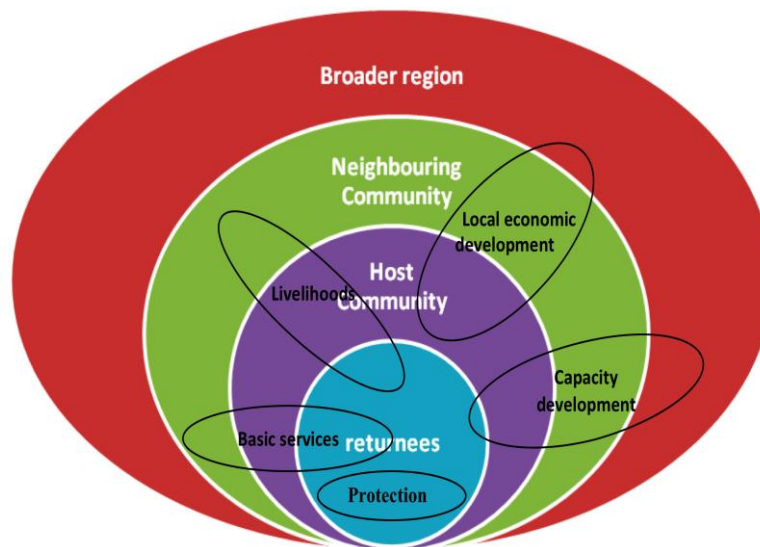 Broader region
Neighbouring
Community
Local economic
development
Host
Community
Livelihoods
Capacity
development
Basic services
returnees
Protection